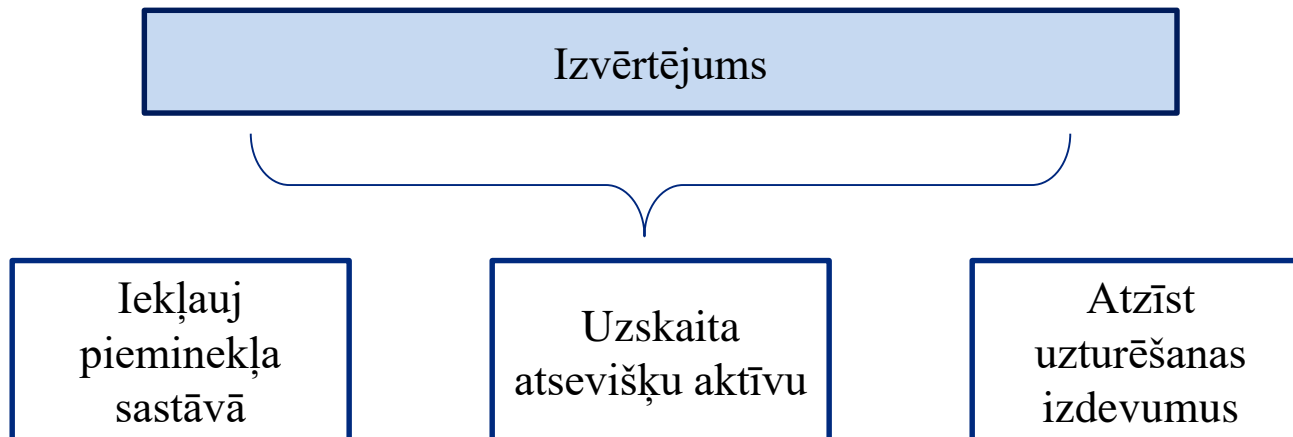 Izvērtējums
Iekļauj
pieminekļa
sastāvā
Uzskaita
atsevišķu aktīvu
Atzīst
uzturēšanas
izdevumus